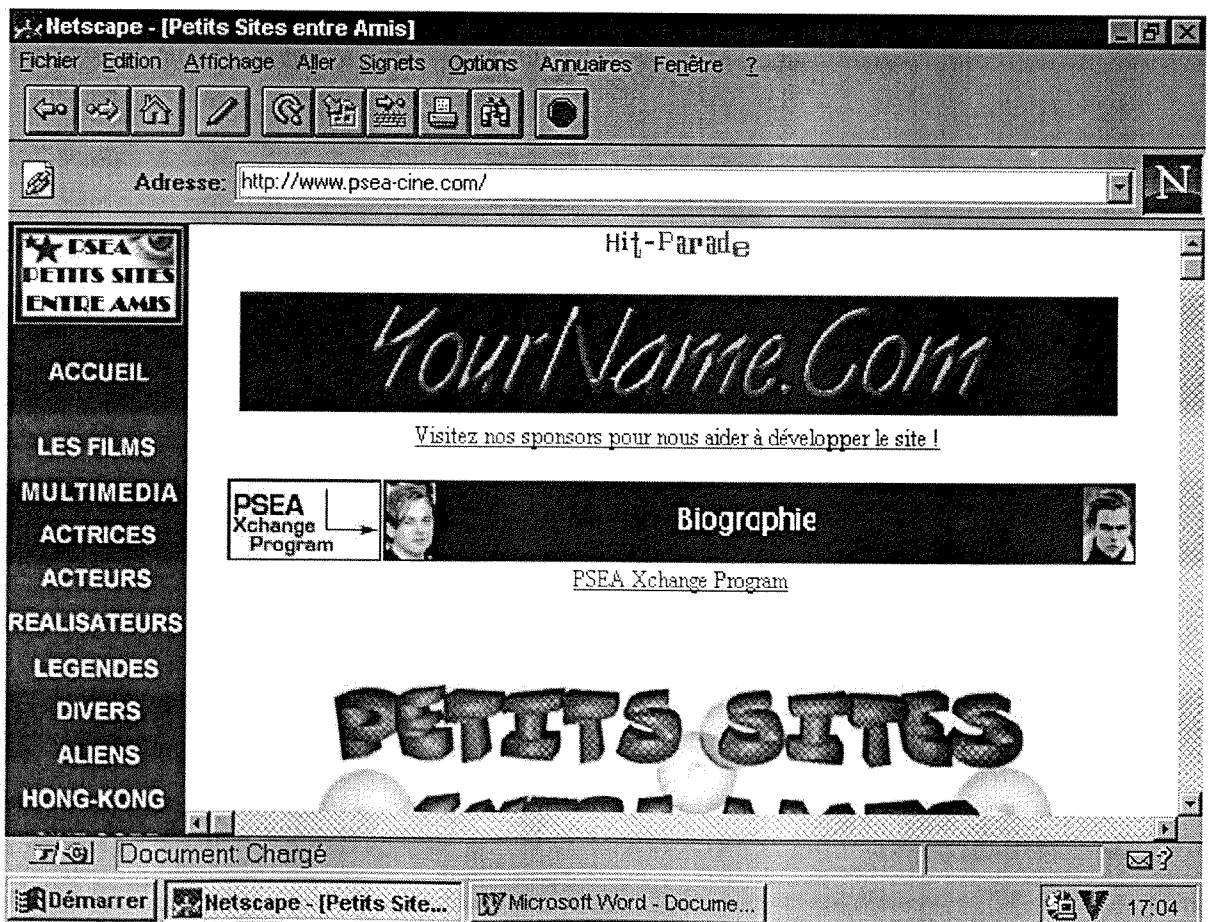 Netscape - [Petits Sites entre Amis]
Fichier Edition Affichage Aller Signets Options Annuaires Fenêtre ?
Adresse: http://www.psea-cine.com/
N
PSEA
PETITS SITES
ENTRE AMIS
ACCUEIL
LES FILMS
MULTIMEDIA
ACTRICES
ACTEURS
REALISATEURS
LEGENDES
DIVERS
ALIENS
HONG-KONG
Hit-Parade
YourName.Com
Visitez nos sponsors pour nous aider à développer le site !
PSEA
Xchange
Program
Biographie
PSEA Xchange Program
PETITS SITES
Document: Chargé
Démarrer
Netscape - [Petits Site...
Microsoft Word - Docume...
17:04